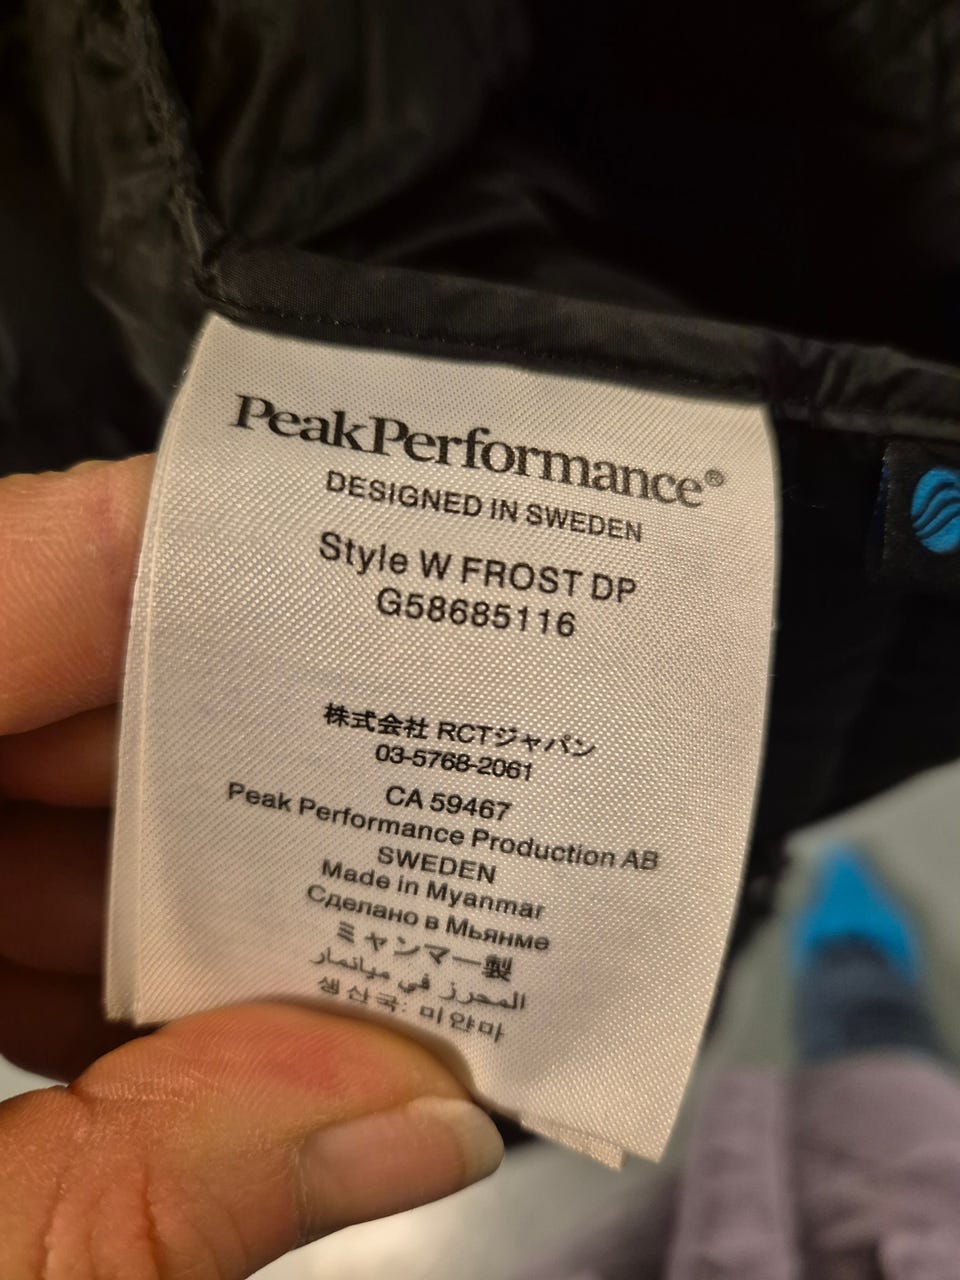 PeakPerformance®
DESIGNED IN SWEDEN
Style W FROST DP
G58685116
株式会社 RCTジャパン
03-5768-2061
CA 59467
Peak Performance Production AB
SWEDEN
Made in Myanmar
Сделано в Мьянме
ミャンマー製
المحرز في ميانمار
생산국: 미얀마